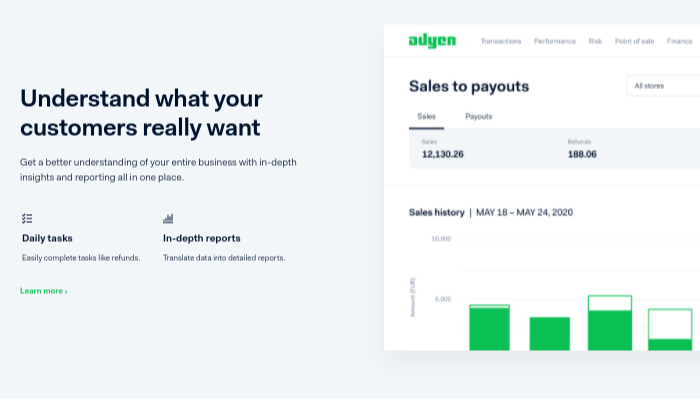 Understand what your
customers really want
Get a better understanding of your entire business with in-depth
insights and reporting all in one place.
Daily tasks
Easily complete tasks like refunds.
In-depth reports
Translate data into detailed reports.
Learn more ›
adyen
Transactions Performance Risk Point of sale Finance
Sales to payouts
All stores
Sales Payouts
Sales Refunds
12,130.26 188.06
Sales history | MAY 18 – MAY 24, 2020
10,000
5,000
Amount (EUR)